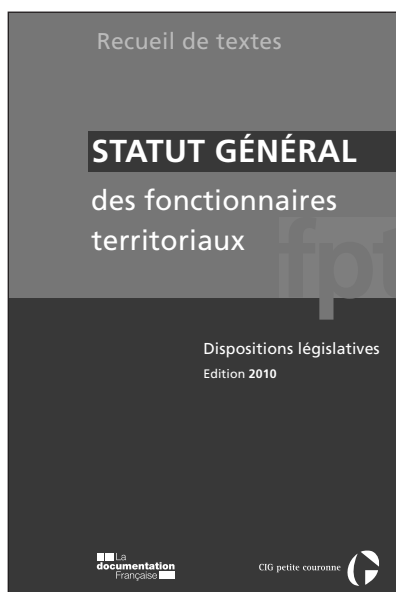 Recueil de textes
STATUT GÉNÉRAL
des fonctionnaires
territoriaux
fpt
Dispositions législatives
Edition 2010
La
documentation
Française
CIG petite couronne